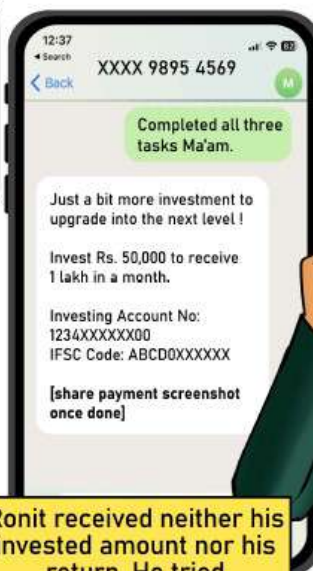 12:37
Search
82
Back
XXXX 9895 4569
M
Completed all three
tasks Ma'am.
Just a bit more investment to
upgrade into the next level !
Invest Rs. 50,000 to receive
1 lakh in a month.
Investing Account No:
1234XXXXXX00
IFSC Code: ABCD0XXXXXX
[share payment screenshot
once done]
Ronit received neither his
invested amount nor his
return. He tried